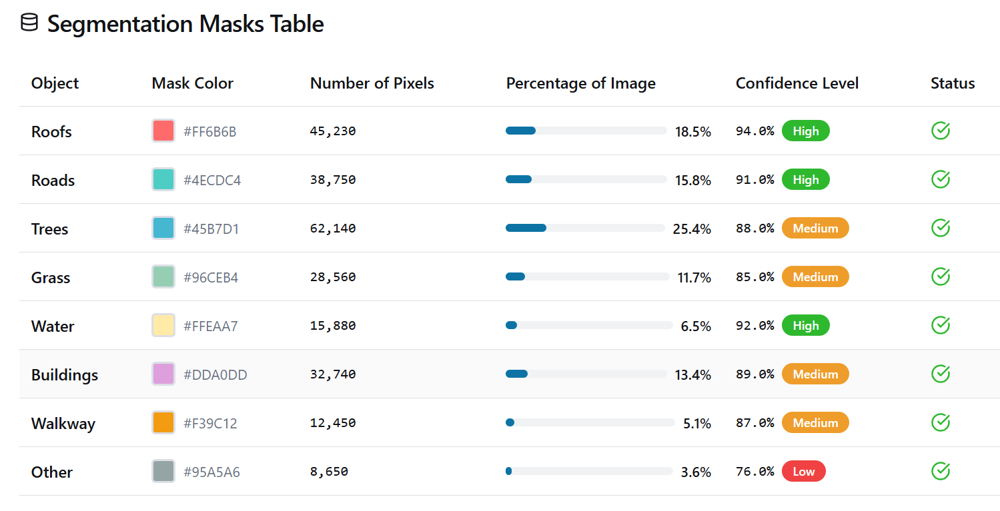 Segmentation Masks Table
Object Mask Color Number of Pixels Percentage of Image Confidence Level Status
Roofs #FF6B6B 45,230 18.5% 94.0% High
Roads #4ECDC4 38,750 15.8% 91.0% High
Trees #45B7D1 62,140 25.4% 88.0% Medium
Grass #96CEB4 28,560 11.7% 85.0% Medium
Water #FFEAA7 15,880 6.5% 92.0% High
Buildings #DDA0DD 32,740 13.4% 89.0% Medium
Walkway #F39C12 12,450 5.1% 87.0% Medium
Other #95A5A6 8,650 3.6% 76.0% Low